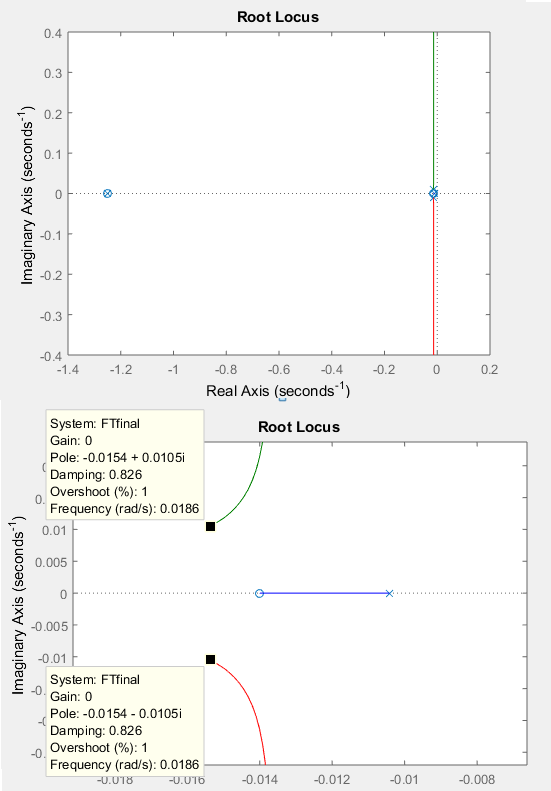 Root Locus
0.4
0.3
0.2
0.1
0
-0.1
-0.2
-0.3
-0.4
Imaginary Axis (seconds-1)
-1.4 -1.2 -1 -0.8 -0.6 -0.4 -0.2 0 0.2
Real Axis (seconds-1)
Root Locus
System: FTfinal
Gain: 0
Pole: -0.0154 + 0.0105i
Damping: 0.826
Overshoot (%): 1
Frequency (rad/s): 0.0186
0.01
0.005
0
-0.005
-0.01
Imaginary Axis (seconds-1)
System: FTfinal
Gain: 0
Pole: -0.0154 - 0.0105i
Damping: 0.826
Overshoot (%): 1
Frequency (rad/s): 0.0186
-0.018 -0.016 -0.014 -0.012 -0.01 -0.008